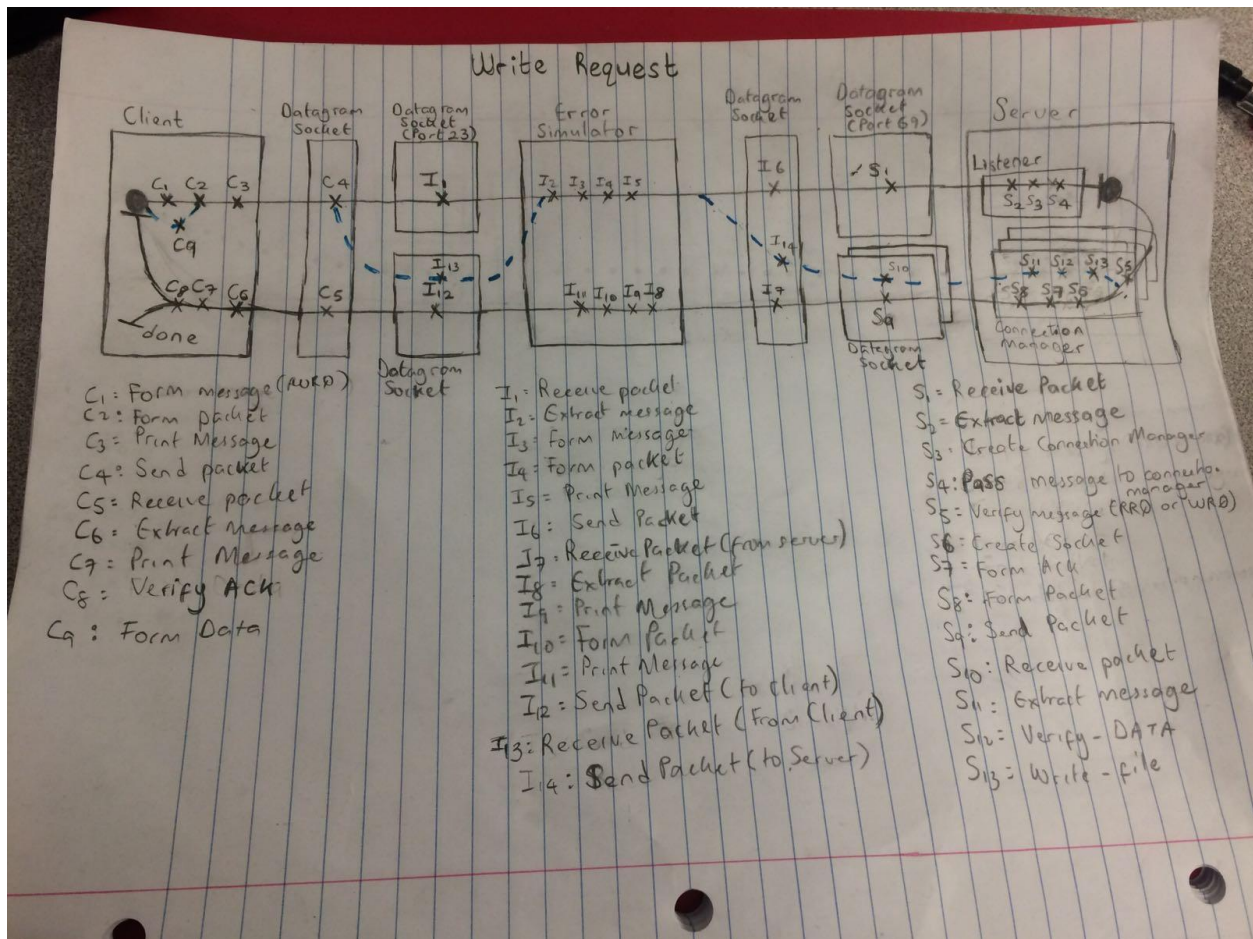 Write Request
Client
Datagram
Socket
Datagram
Socket
(Port 23)
Error
Simulator
Datagram
Socket
Datagram
Socket
(Port 69)
Server
Listener
C1 C2 C3
C9
C4
I1
I2 I3 I4 I5
I6
S1
S2 S3 S4
I13
I12
I14
S10
S11 S12 S13 S5
C8 C7 C6
C5
I11 I10 I9 I8
I7
S9
S8 S7 S6
done
Datagram
Socket
Datagram
Socket
Connection
Manager
C1: Form message
C2: Form packet
C3= Print Message
C4: Send packet
C5= Receive packet
C6= Extract Message
C7= Print Message
C8: Verify ACK
C9: Form Data
I1= Receive packet
I2= Extract message
I3= Form message
I4= Form packet
I5= Print Message
I6: Send Packet
I7= Receive Packet (from server)
I8= Extract Packet
I9= Print Message
I10= Form Packet
I11= Print Message
I12= Send Packet (to Client)
I13: Receive Packet (From Client)
I14: Send Packet (to Server)
S1= Receive Packet
S2= Extract message
S3: Create Connection Manager
S4: Pass message to
manager
S5: Verify message (RRQ or WRQ)
S6: Create Socket
S7= Form Ack
S8: Form Packet
S9: Send Packet
S10: Receive packet
S11: Extract message
S12= Verify-DATA
S13= Write-file